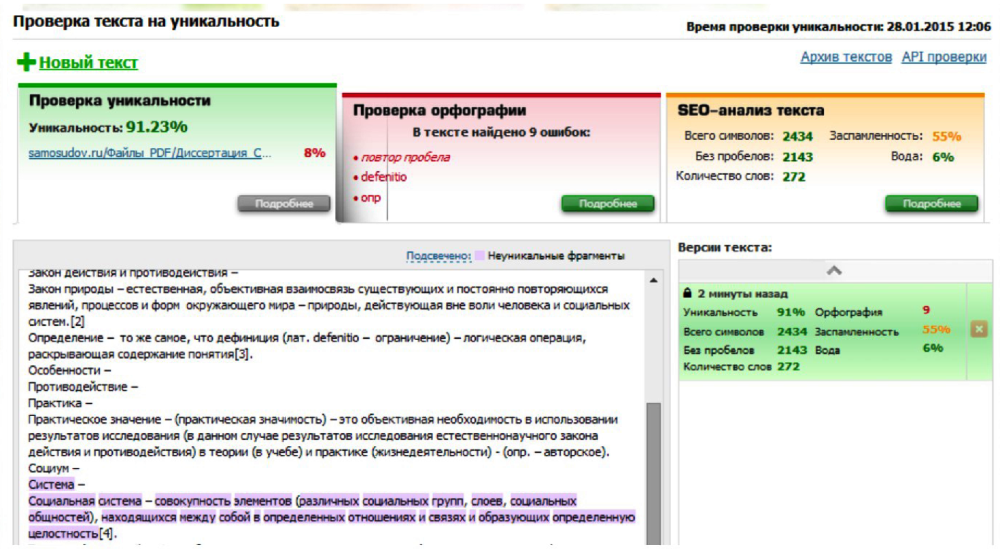 Проверка текста на уникальность
Время проверки уникальности: 28.01.2015 12:06
Новый текст
Архив текстов API проверки
Проверка уникальности
Уникальность: 91.23%
samosudov.ru/Файлы_PDF/Диссертация_С... 8%
Подробнее
Проверка орфографии
В тексте найдено 9 ошибок:
• повтор пробела
• defenitio
• опр
Подробнее
SEO-анализ текста
Всего символов: 2434 Заспамленность: 55%
Без пробелов: 2143 Вода: 6%
Количество слов: 272
Подробнее
Подсвечено: Неуникальные фрагменты
Закон действия и противодействия –
Закон природы – естественная, объективная взаимосвязь существующих и постоянно повторяющихся
явлений, процессов и форм окружающего мира – природы, действующая вне воли человека и социальных
систем.[2]
Определение – то же самое, что дефиниция (лат. defenitio – ограничение) – логическая операция,
раскрывающая содержание понятия[3].
Особенности –
Противодействие –
Практика –
Практическое значение – (практическая значимость) – это объективная необходимость в использовании
результатов исследования (в данном случае результатов исследования естественнонаучного закона
действия и противодействия) в теории (в учебе) и практике (жизнедеятельности) - (опр. – авторское).
Социум –
Система –
Социальная система – совокупность элементов (различных социальных групп, слоев, социальных
общностей), находящихся между собой в определенных отношениях и связях и образующих определенную
целостность[4].
Версии текста:
2 минуты назад
Уникальность 91% Орфография 9
Всего символов 2434 Заспамленность 55%
Без пробелов 2143 Вода 6%
Количество слов 272